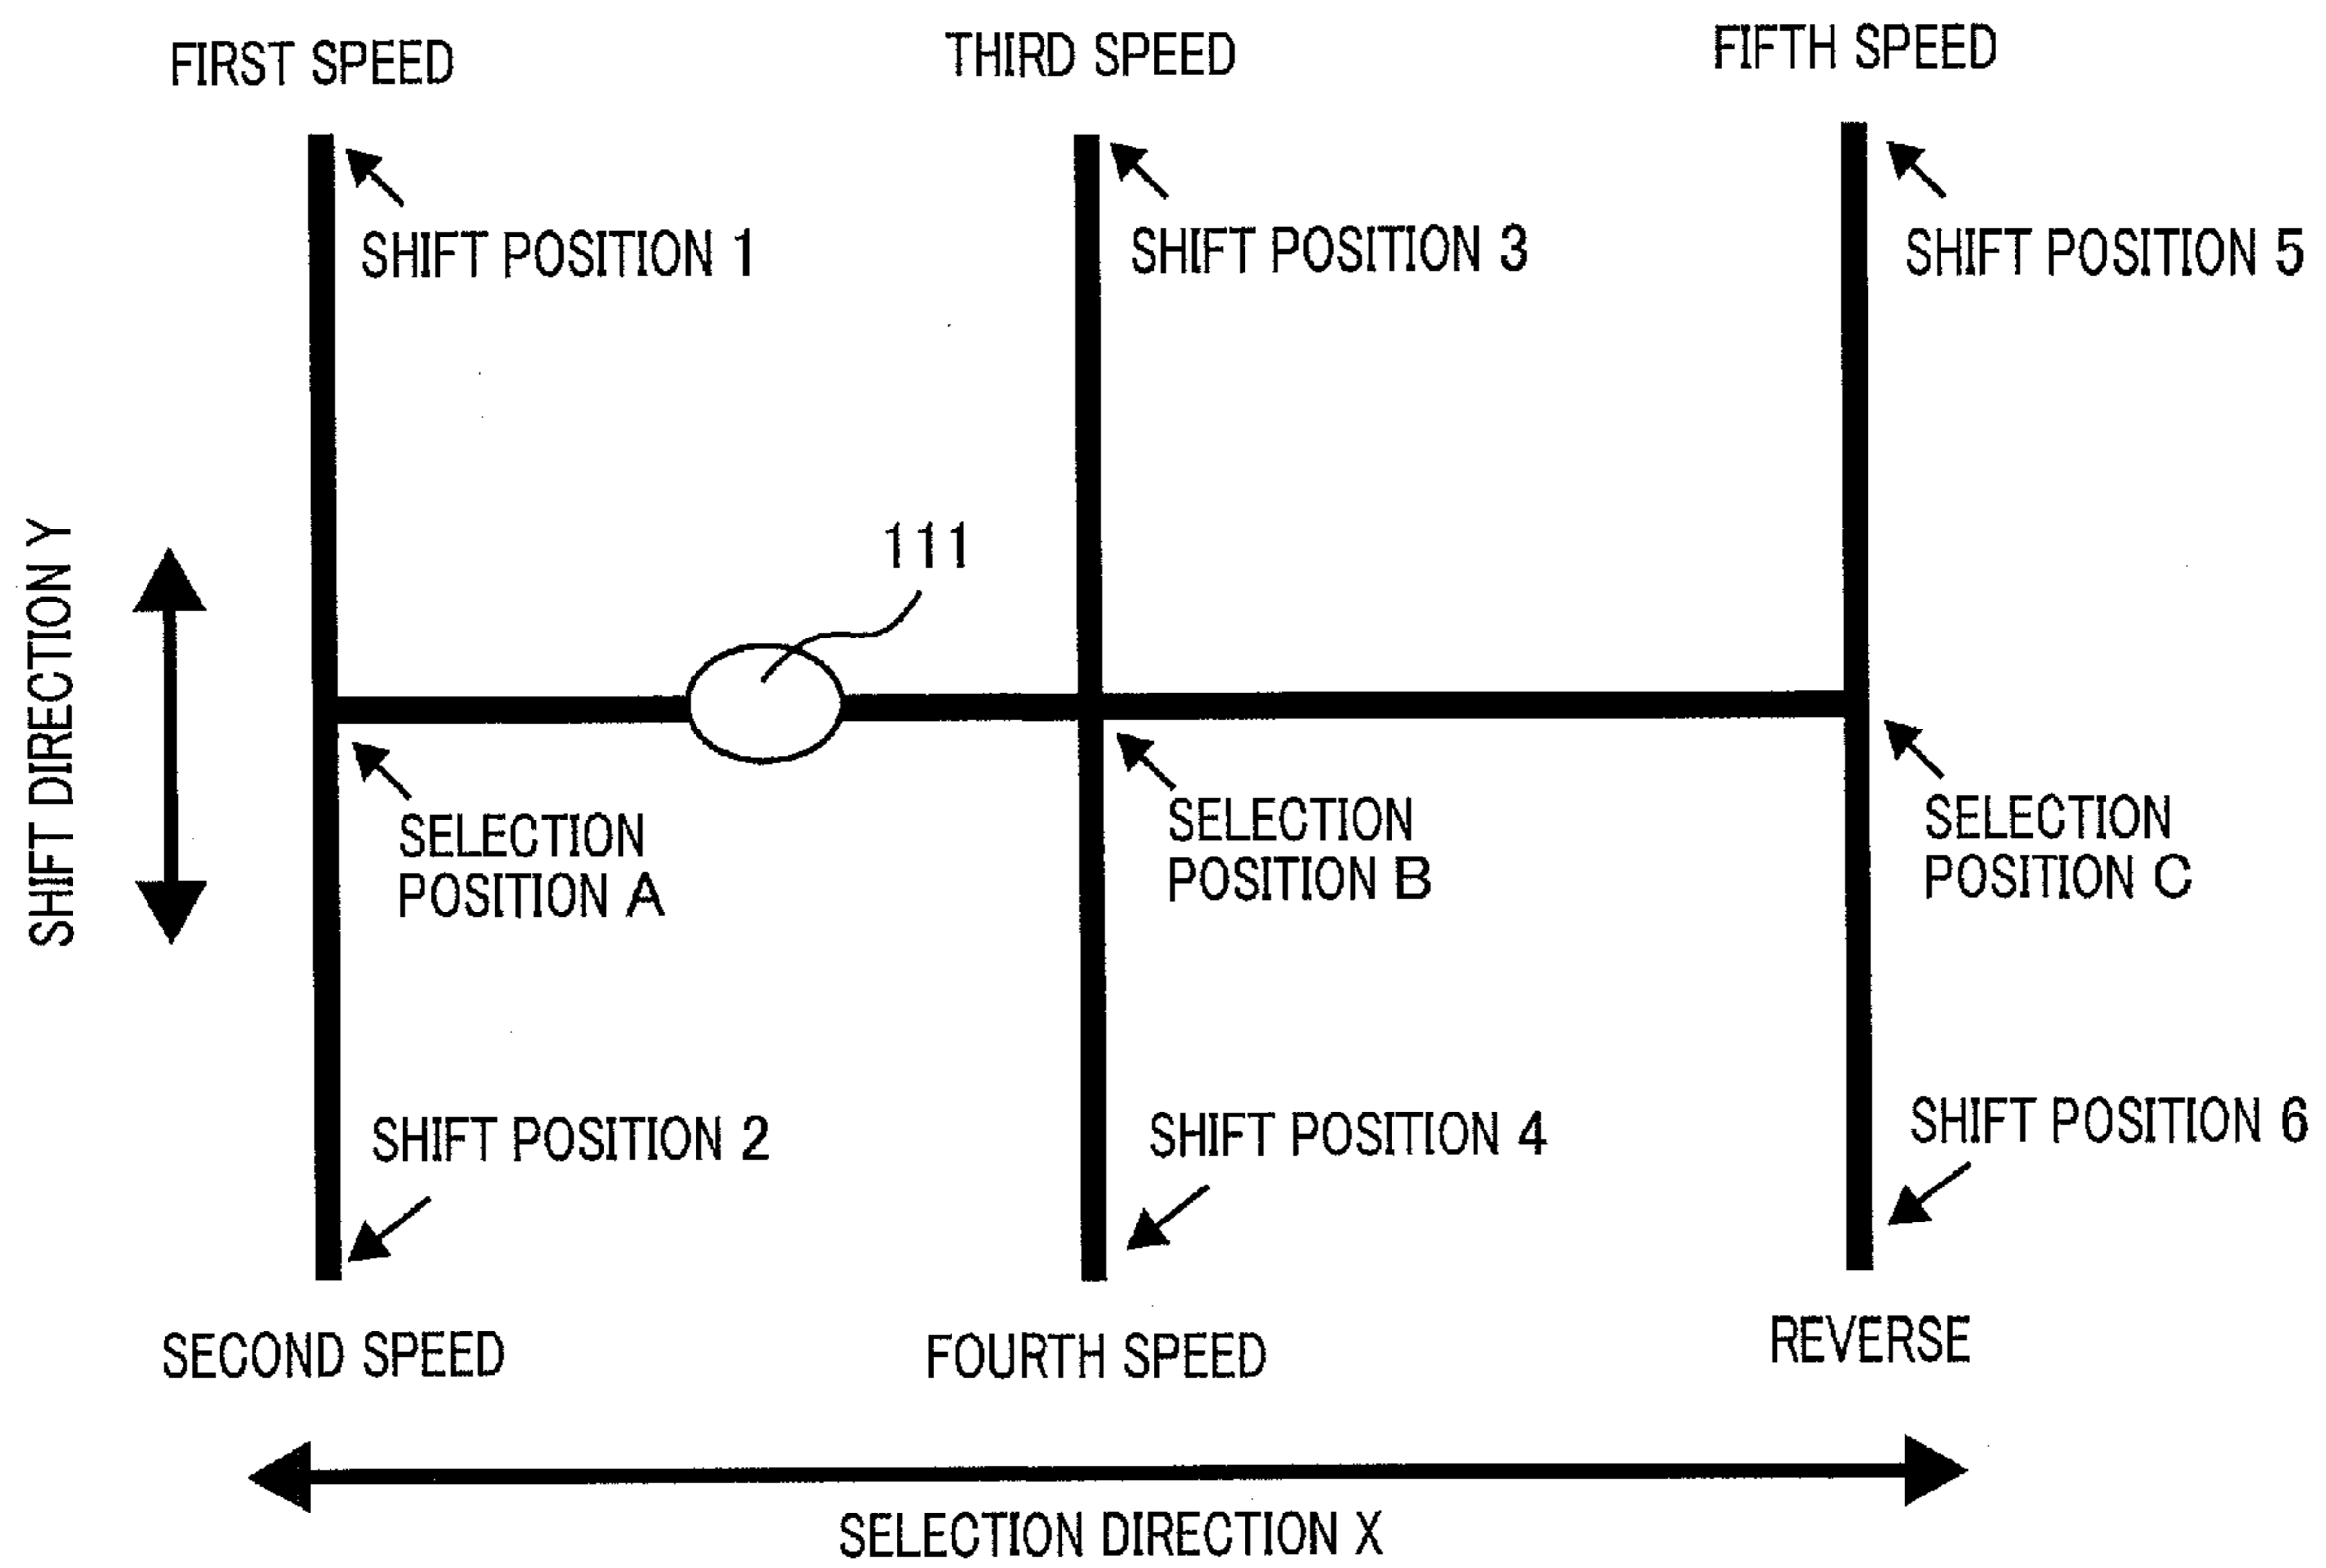 FIRST SPEED
THIRD SPEED
FIFTH SPEED
SHIFT POSITION 1
SHIFT POSITION 3
SHIFT POSITION 5
111
SHIFT DIRECTION Y
SELECTION
POSITION A
SELECTION
POSITION B
SELECTION
POSITION C
SHIFT POSITION 2
SHIFT POSITION 4
SHIFT POSITION 6
SECOND SPEED
FOURTH SPEED
REVERSE
SELECTION DIRECTION X